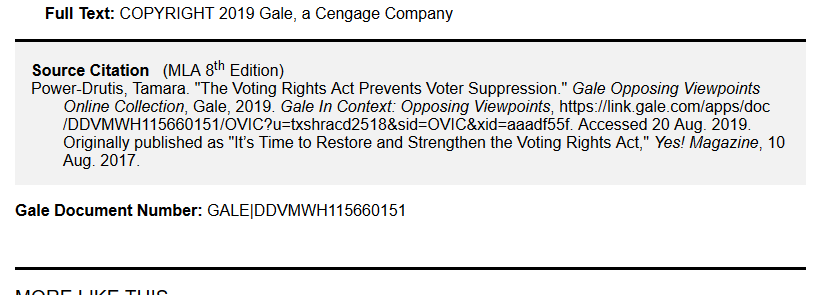 Full Text: COPYRIGHT 2019 Gale, a Cengage Company
Source Citation (MLA 8th Edition)
Power-Drutis, Tamara. "The Voting Rights Act Prevents Voter Suppression." Gale Opposing Viewpoints
Online Collection, Gale, 2019. Gale In Context: Opposing Viewpoints, https://link.gale.com/apps/doc
/DDVMWH115660151/OVIC?u=txshracd2518&sid=OVIC&xid=aaadf55f. Accessed 20 Aug. 2019.
Originally published as "It’s Time to Restore and Strengthen the Voting Rights Act," Yes! Magazine, 10
Aug. 2017.
Gale Document Number: GALE|DDVMWH115660151
MORE LIKE THIS